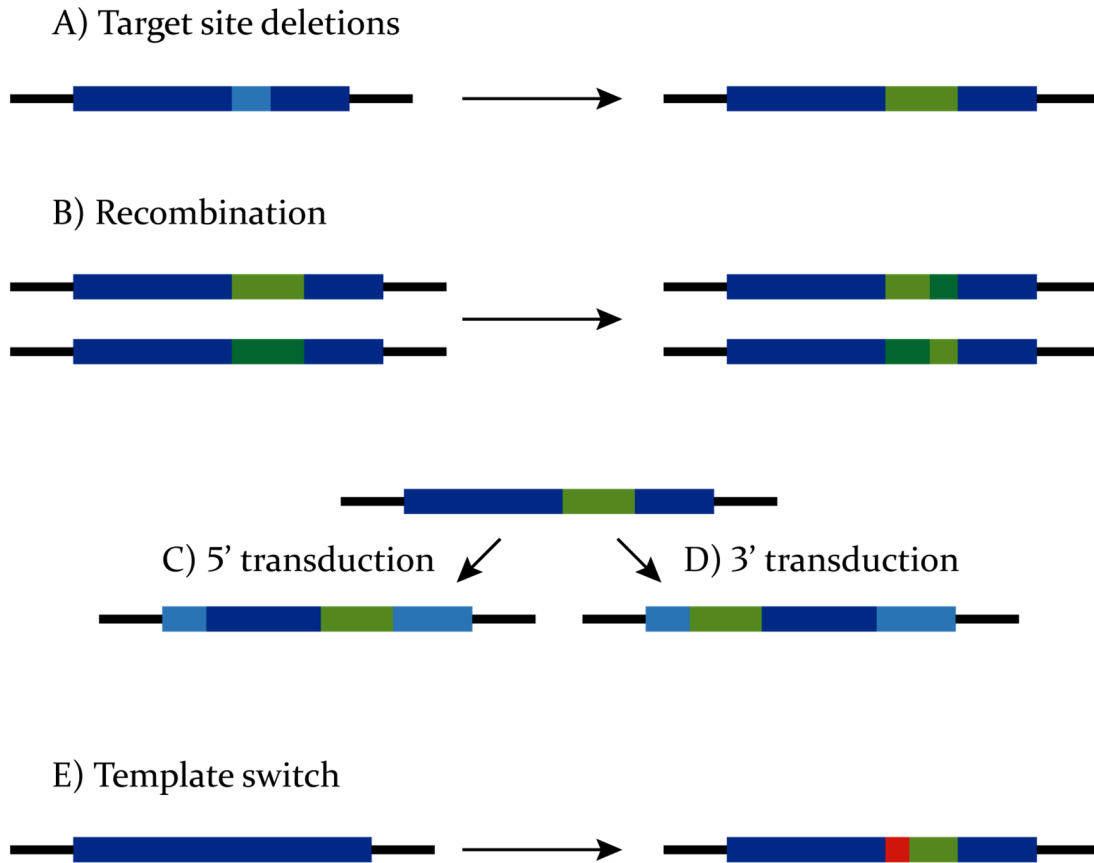 A) Target site deletions
B) Recombination
C) 5’ transduction
D) 3’ transduction
E) Template switch